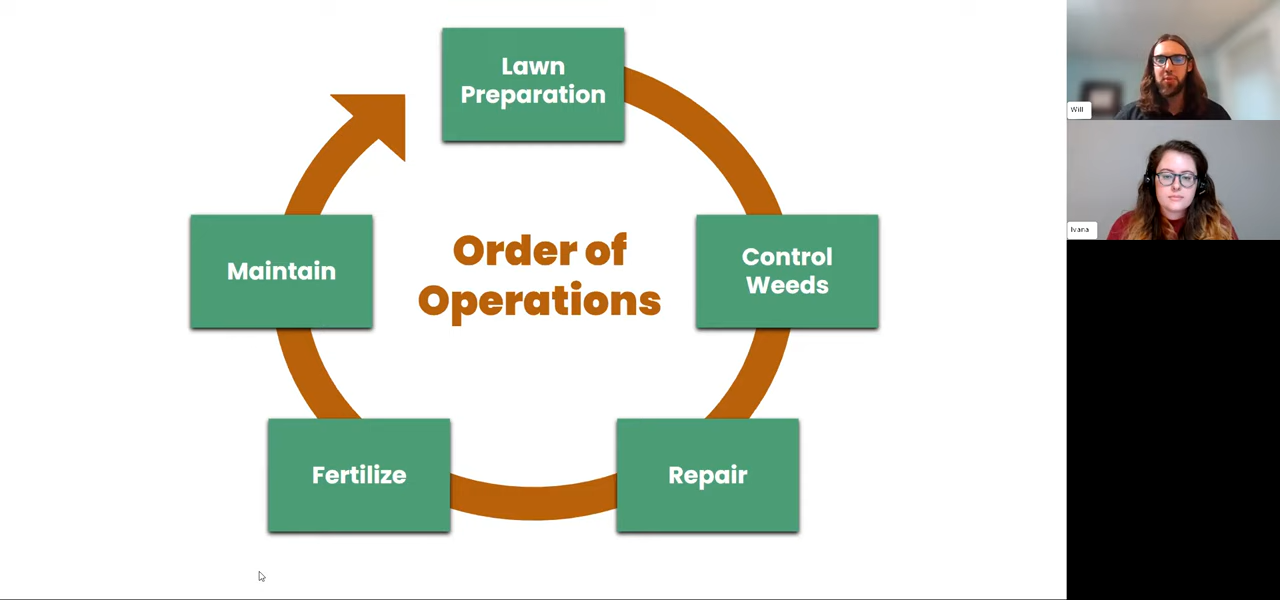 Lawn
Preparation
Control
Weeds
Repair
Fertilize
Maintain
Order of
Operations
Will
Ivana